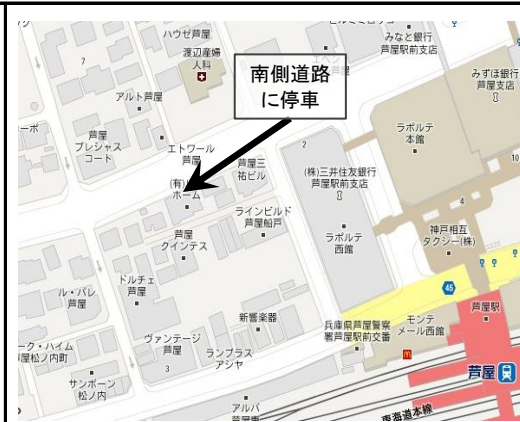 ハウゼ芦屋
渡辺産婦
人科
7
アルト芦屋
芦屋
プレシャス
コート
エトワール
芦屋
南側道路
に停車
みなと銀行
芦屋駅前支店
みずほ銀行
芦屋支店
ラポルテ
本館
10
2
芦屋三
祐ビル
(株)三井住友銀行
芦屋駅前支店
(有)
ホーム
ラインビルド
芦屋船戸
4
神戸相互
タクシー(株)
芦屋
クインテス
ラポルテ
西館
ドルチェ
芦屋
45
ル・パレ
芦屋
新響楽器
兵庫県芦屋警察
署芦屋駅前交番
モンテ
メール西館
芦屋駅
ヴァンテージ
芦屋
ランプラス
アシヤ
3
芦屋松ノ内町
サンボーン
松ノ内
芦屋
アルパ
東海道本線